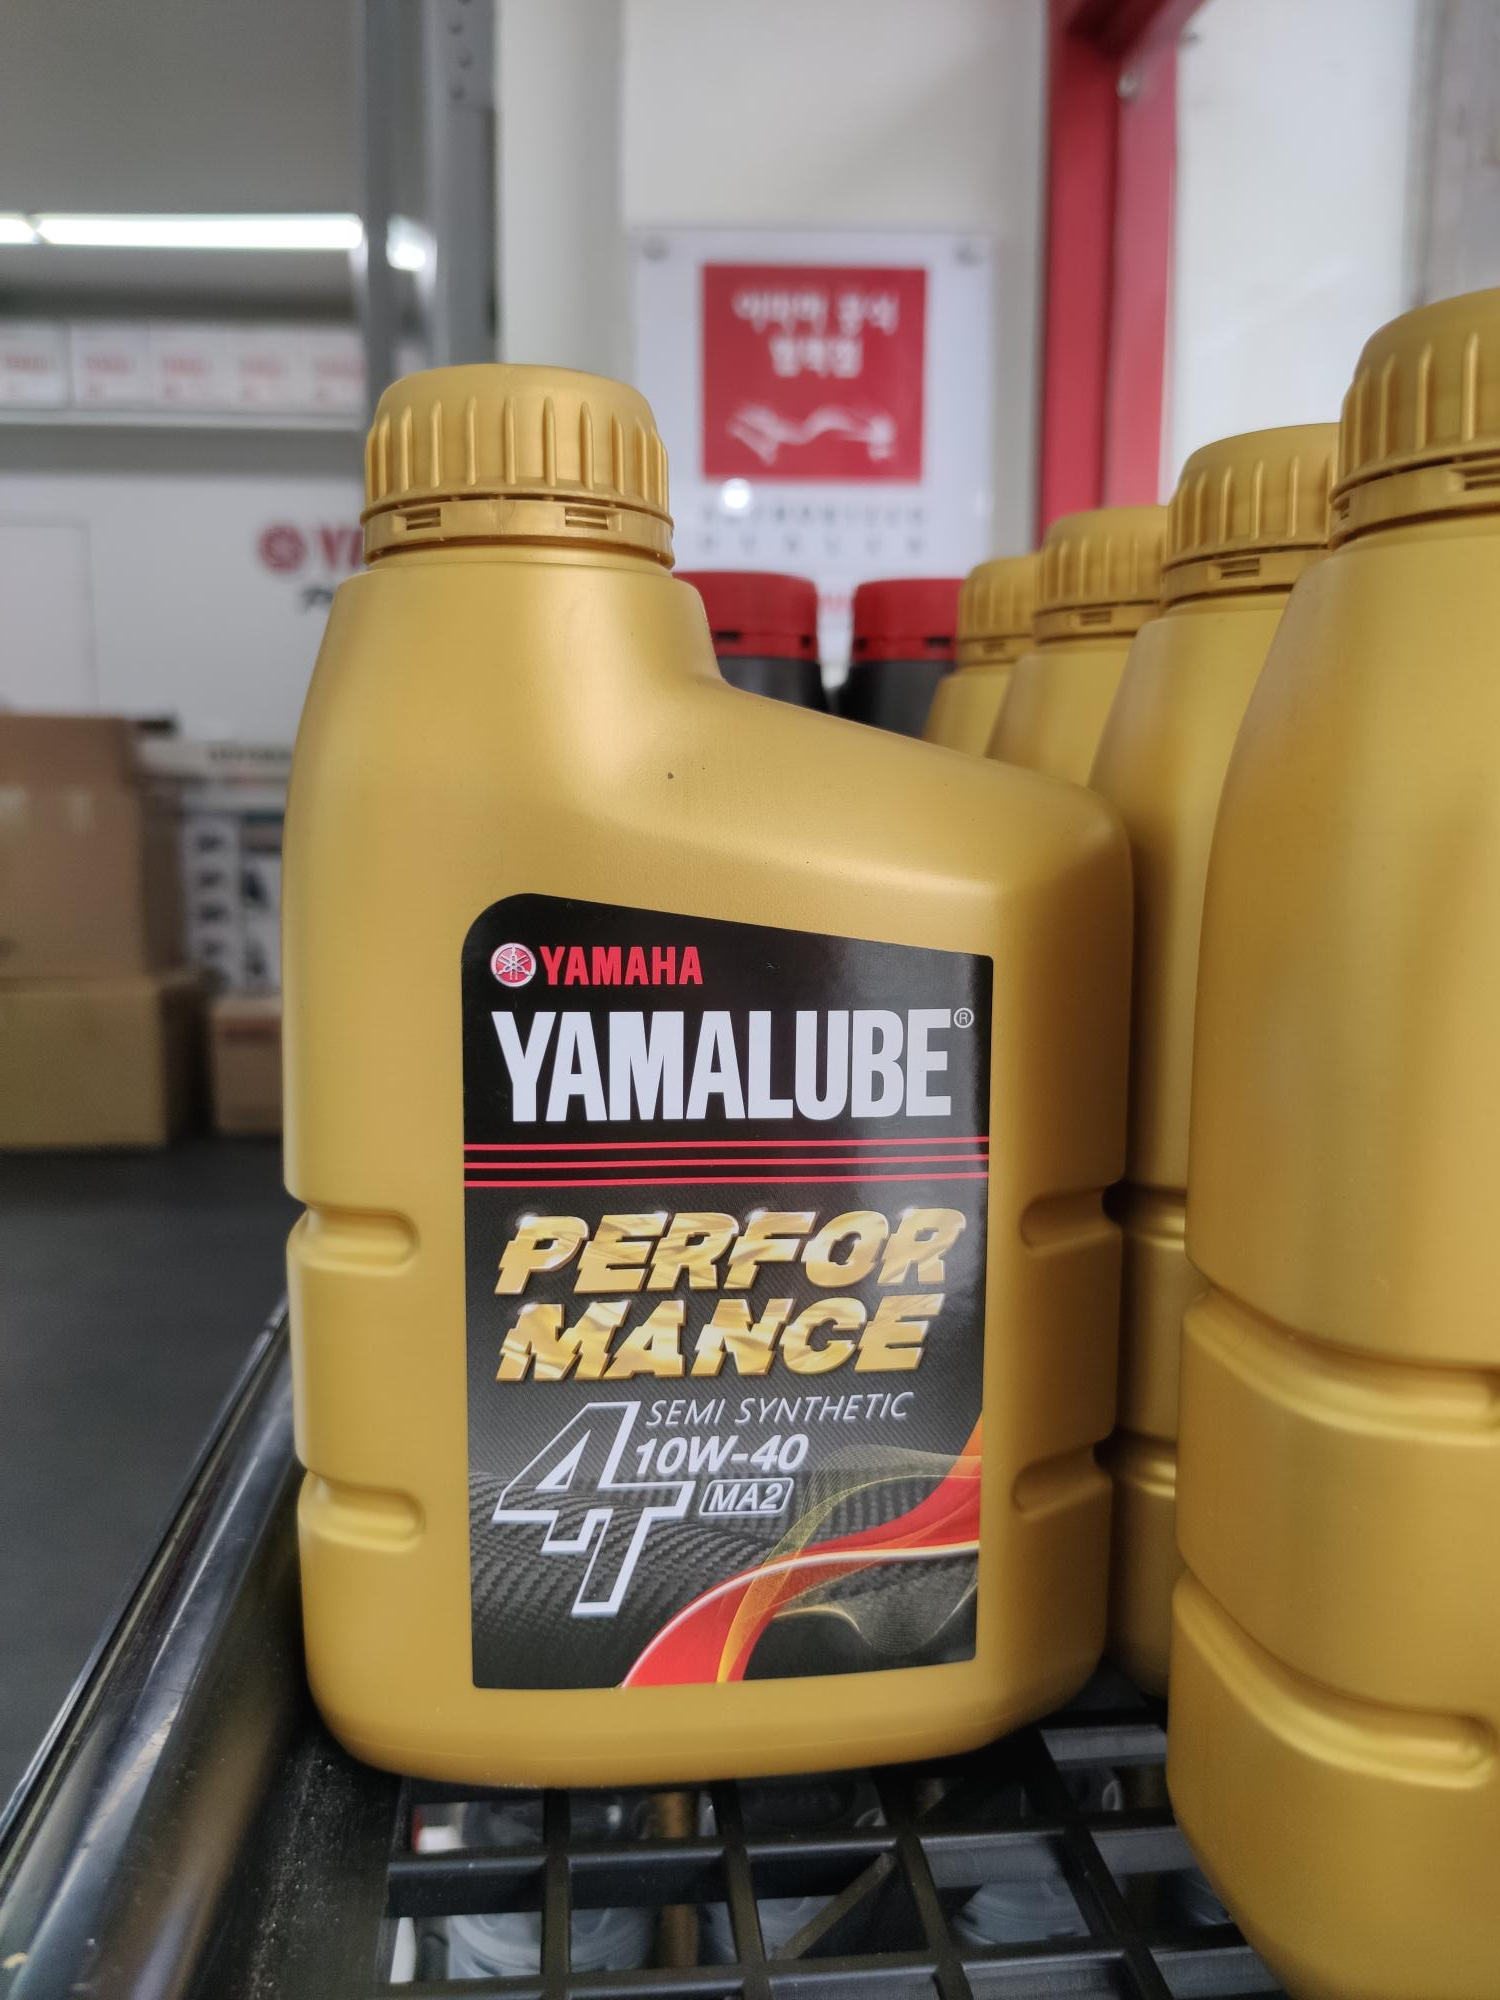 YAMAHA
YAMALUBE®
PERFOR
MANCE
4T
SEMI SYNTHETIC
10W-40
MA2